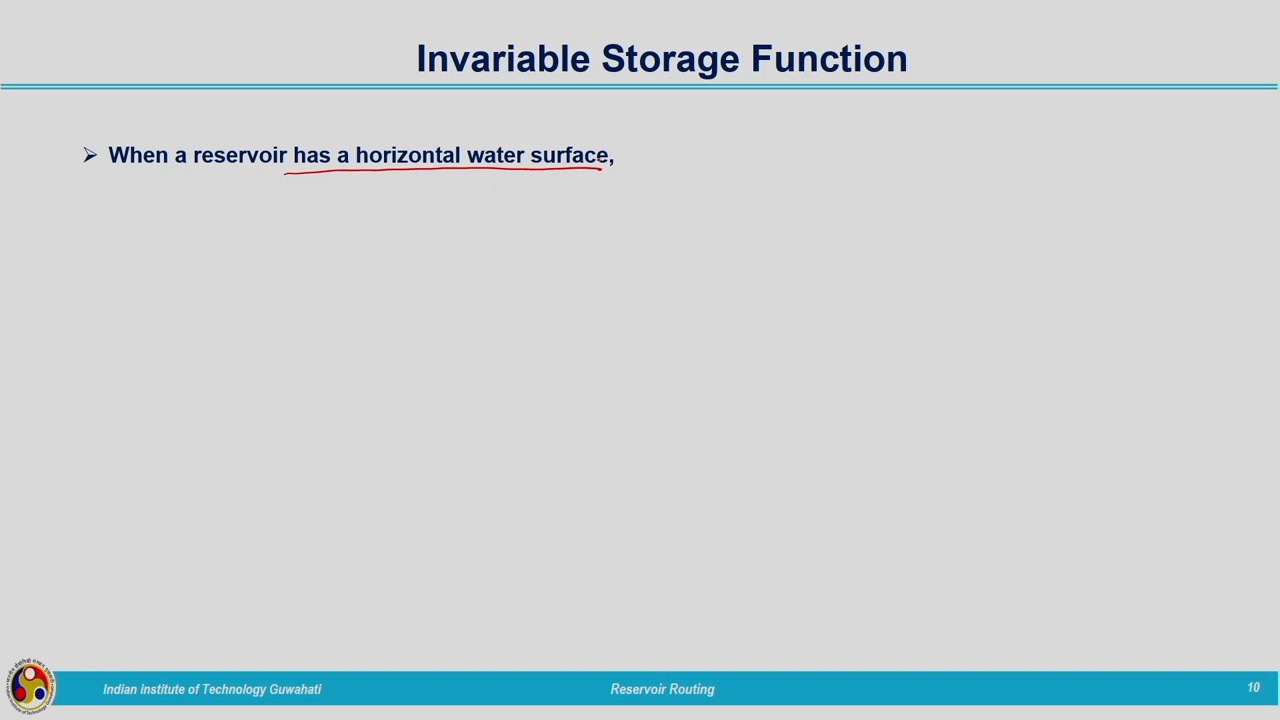 Invariable Storage Function
➢ When a reservoir has a horizontal water surface,
Indian institute of Technology Guwahati
Reservoir Routing
10